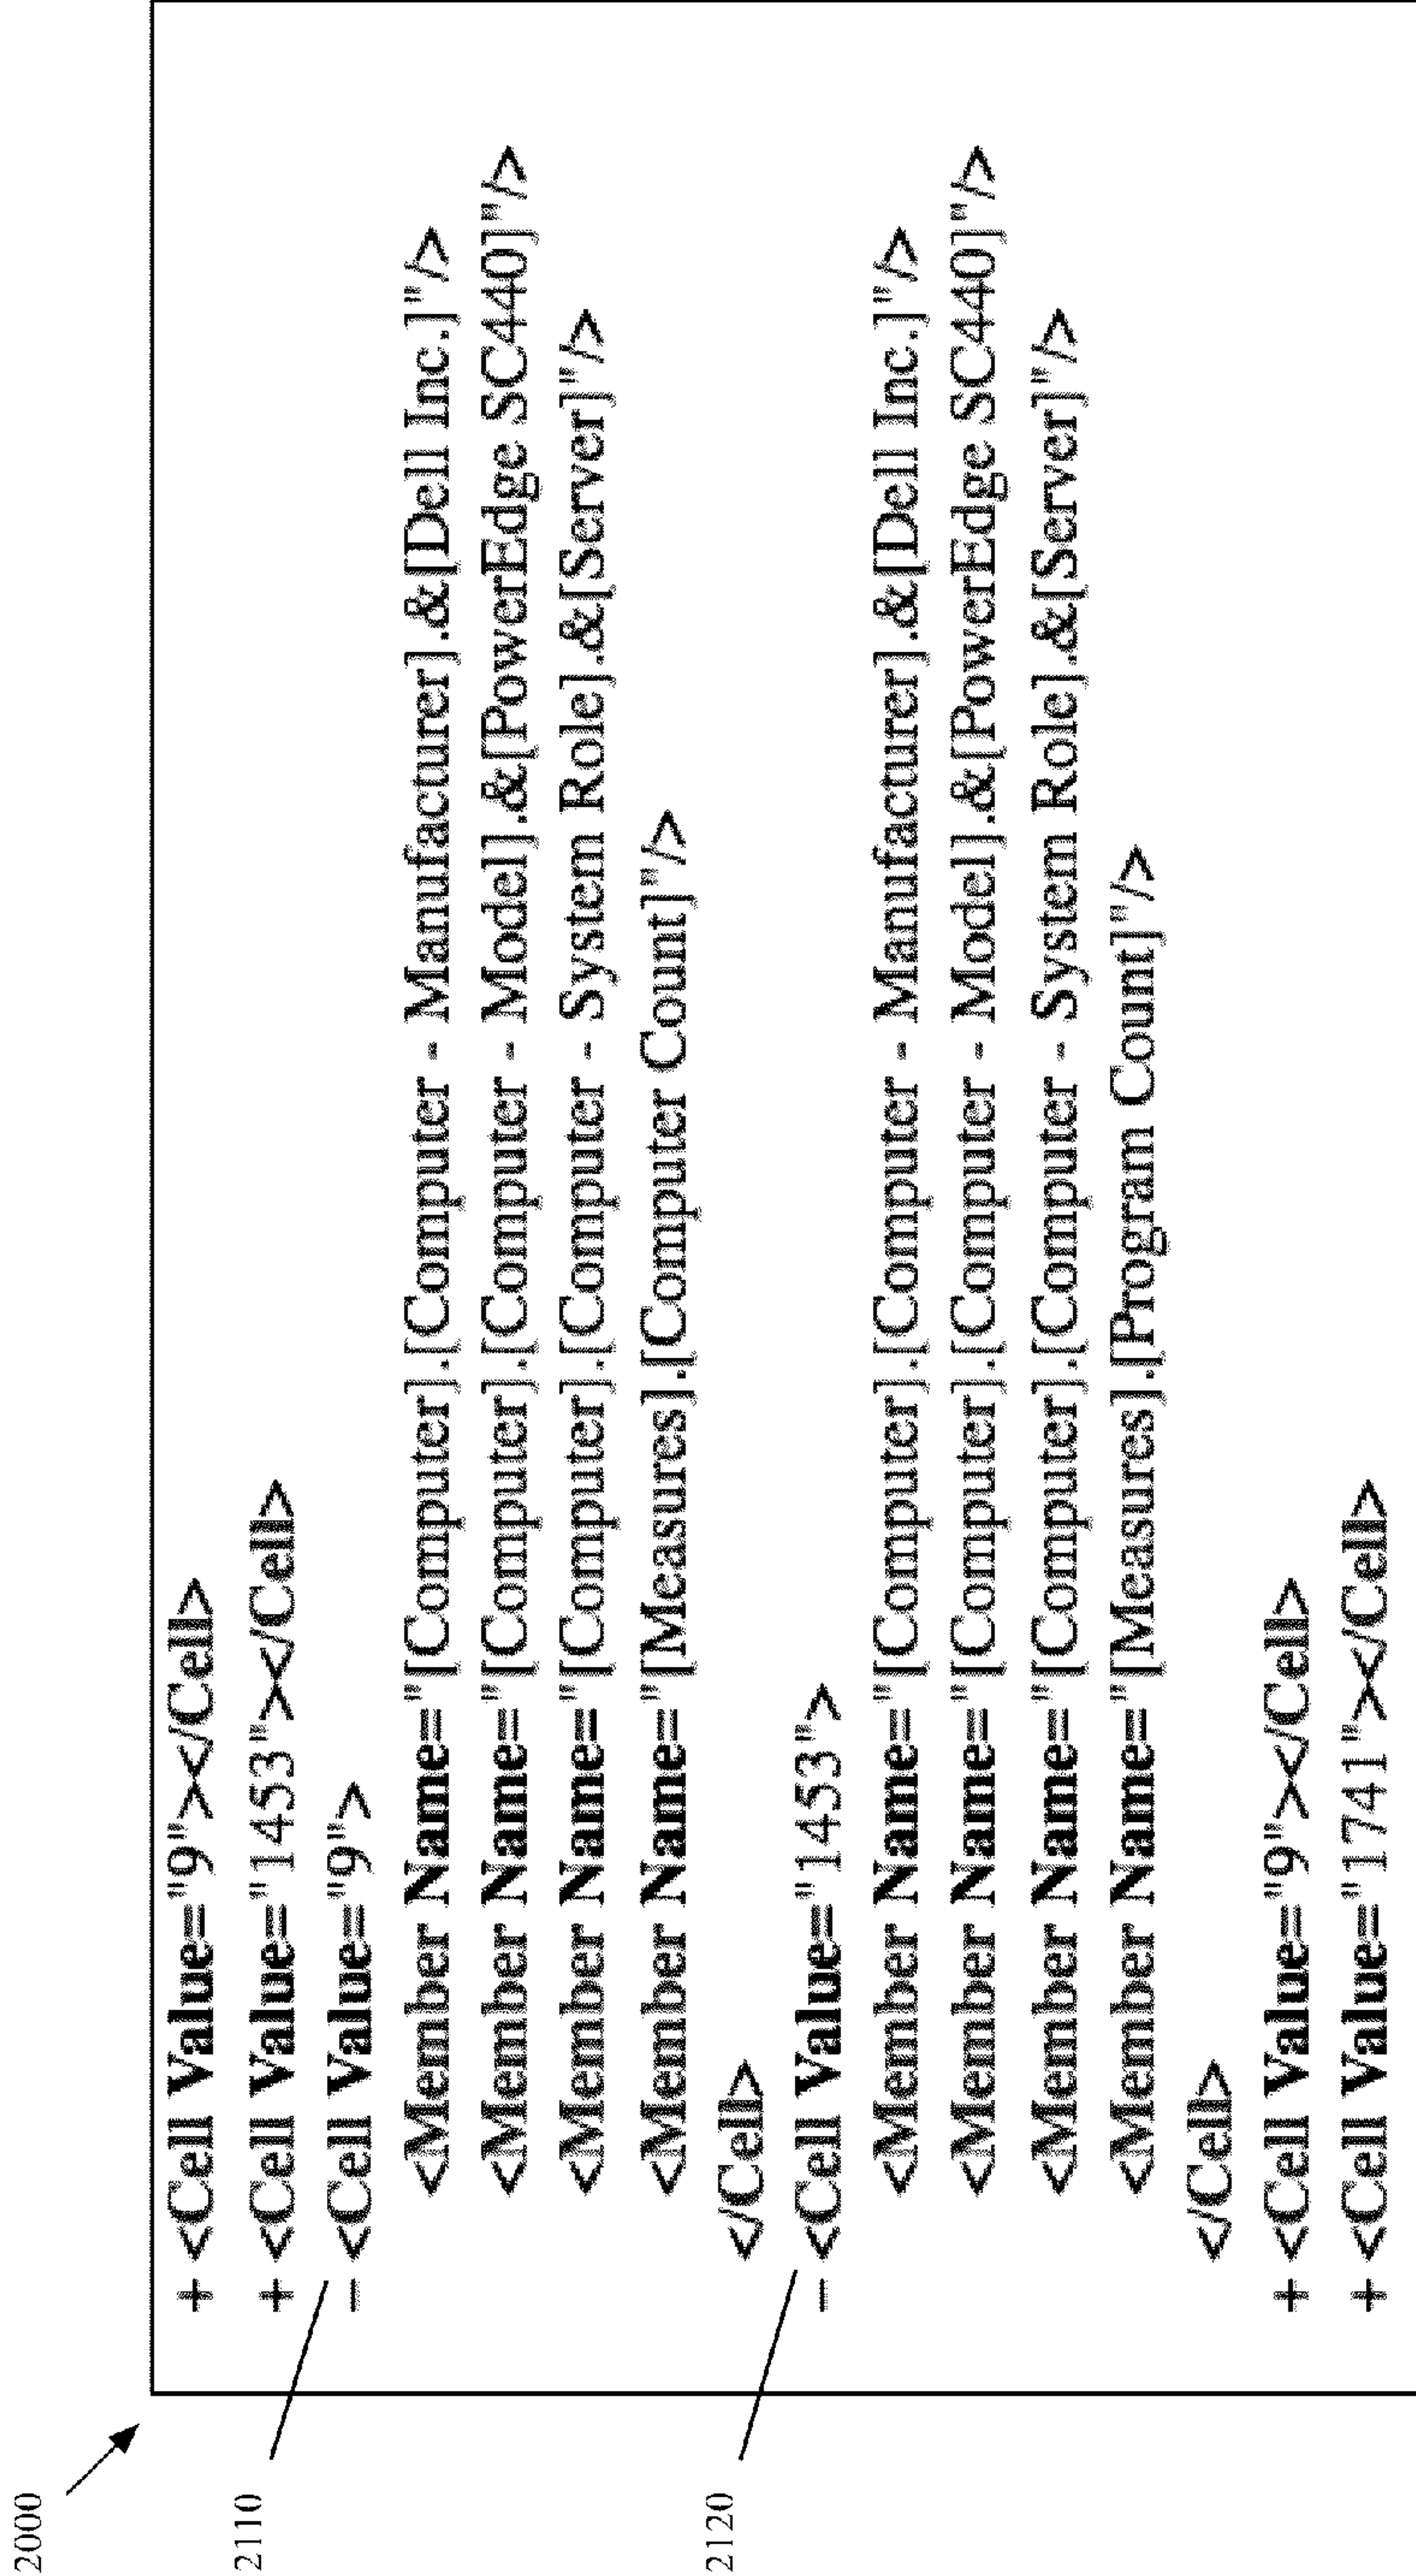 2000
+ <Cell Value="9"></Cell>
+ <Cell Value="1453"></Cell>
2110
– <Cell Value="9">
<Member Name="[Computer].[Computer - Manufacturer].&[Dell Inc.]"/>
<Member Name="[Computer].[Computer - Model].&[PowerEdge SC440]"/>
<Member Name="[Computer].[Computer - System Role].&[Server]"/>
<Member Name="[Measures].[Computer Count]"/>
</Cell>
2120
– <Cell Value="1453">
<Member Name="[Computer].[Computer - Manufacturer].&[Dell Inc.]"/>
<Member Name="[Computer].[Computer - Model].&[PowerEdge SC440]"/>
<Member Name="[Computer].[Computer - System Role].&[Server]"/>
<Member Name="[Measures].[Program Count]"/>
</Cell>
+ <Cell Value="9"></Cell>
+ <Cell Value="1741"></Cell>